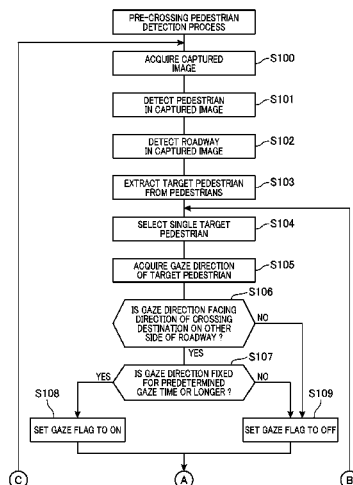 PRE-CROSSING PEDESTRIAN
DETECTION PROCESS
ACQUIRE CAPTURED
IMAGE
S100
DETECT PEDESTRIAN
IN CAPTURED IMAGE
S101
DETECT ROADWAY
IN CAPTURED IMAGE
S102
EXTRACT TARGET PEDESTRIAN
FROM PEDESTRIANS
S103
SELECT SINGLE TARGET
PEDESTRIAN
S104
ACQUIRE GAZE DIRECTION
OF TARGET PEDESTRIAN
S105
S106
IS GAZE DIRECTION FACING
DIRECTION OF CROSSING
DESTINATION ON OTHER
SIDE OF ROADWAY ?
NO
YES
S107
IS GAZE DIRECTION FIXED
FOR PREDETERMINED
GAZE TIME OR LONGER ?
YES
NO
S108
SET GAZE FLAG TO ON
S109
SET GAZE FLAG TO OFF
C
A
B